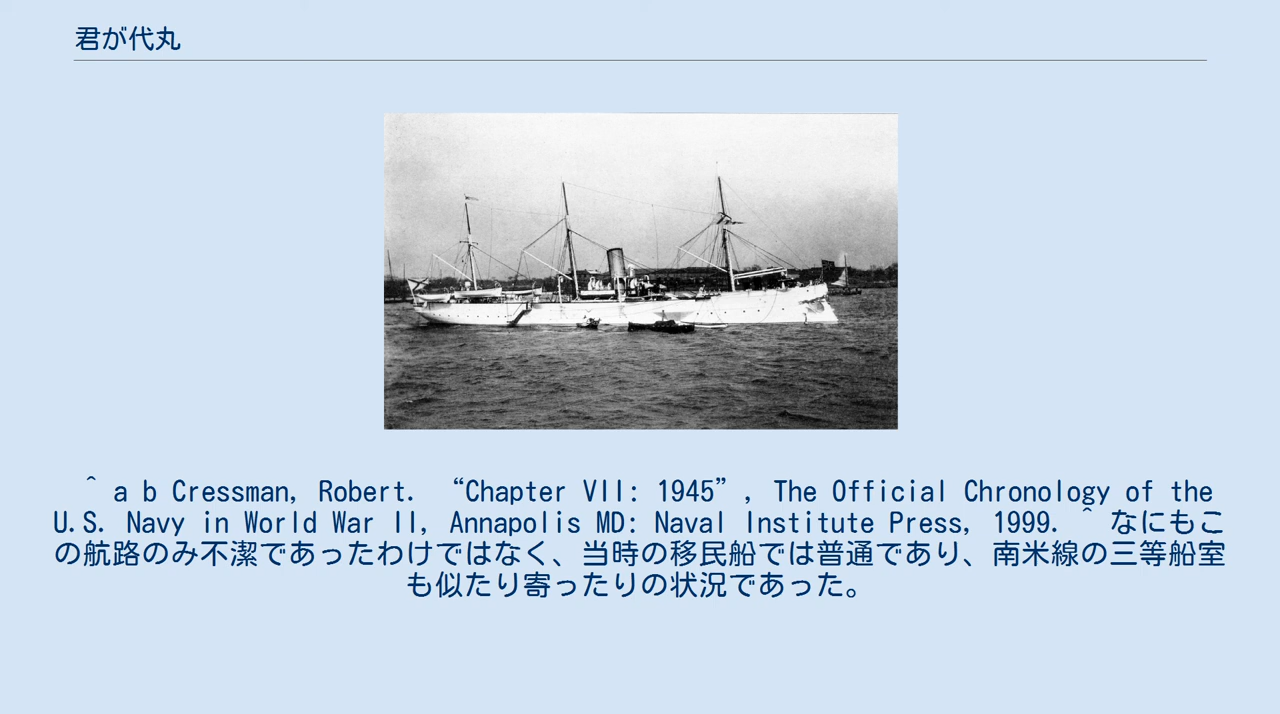 君が代丸
^ a b Cressman, Robert. “Chapter VII: 1945”, The Official Chronology of the
U.S. Navy in World War II, Annapolis MD: Naval Institute Press, 1999. ^ なにもこ
の航路のみ不潔であったわけではなく、当時の移民船では普通であり、南米線の三等船室
も似たり寄ったりの状況であった。